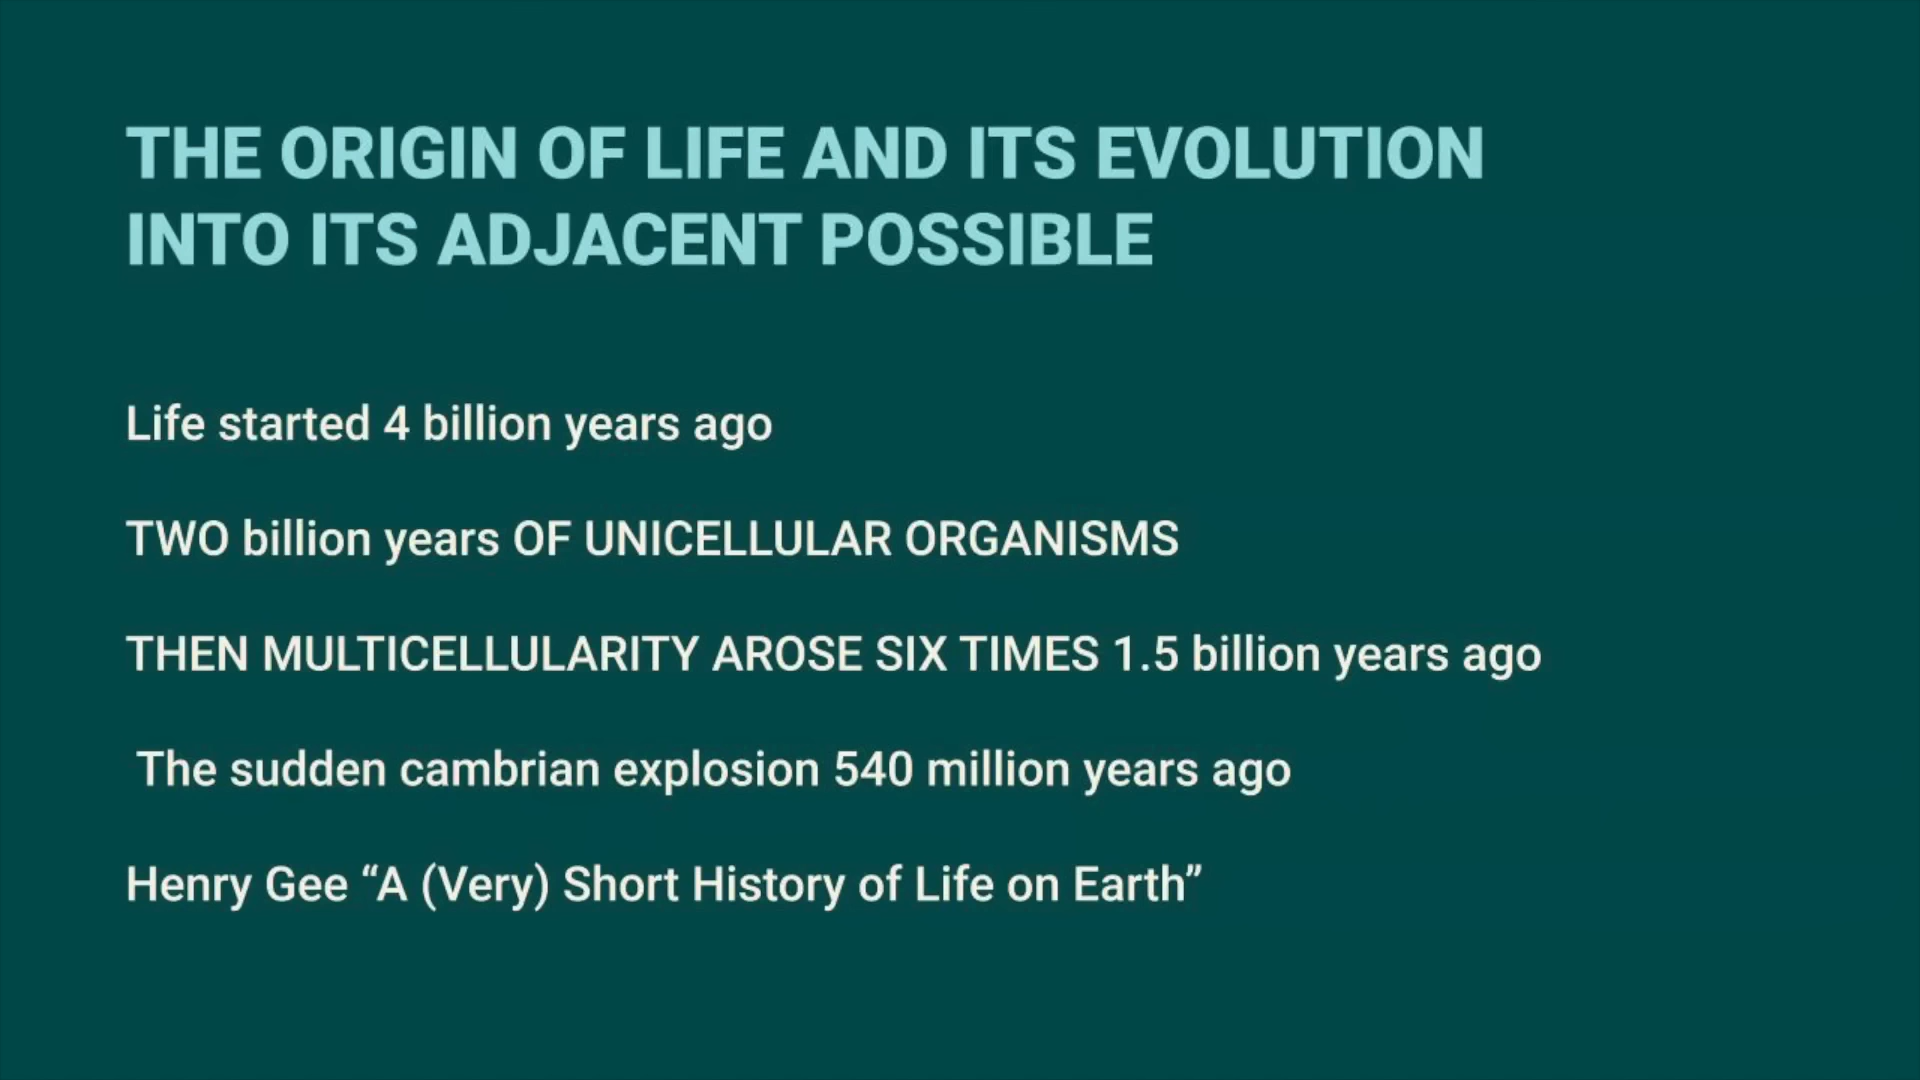 THE ORIGIN OF LIFE AND ITS EVOLUTION
INTO ITS ADJACENT POSSIBLE
Life started 4 billion years ago
TWO billion years OF UNICELLULAR ORGANISMS
THEN MULTICELLULARITY AROSE SIX TIMES 1.5 billion years ago
The sudden cambrian explosion 540 million years ago
Henry Gee “A (Very) Short History of Life on Earth”